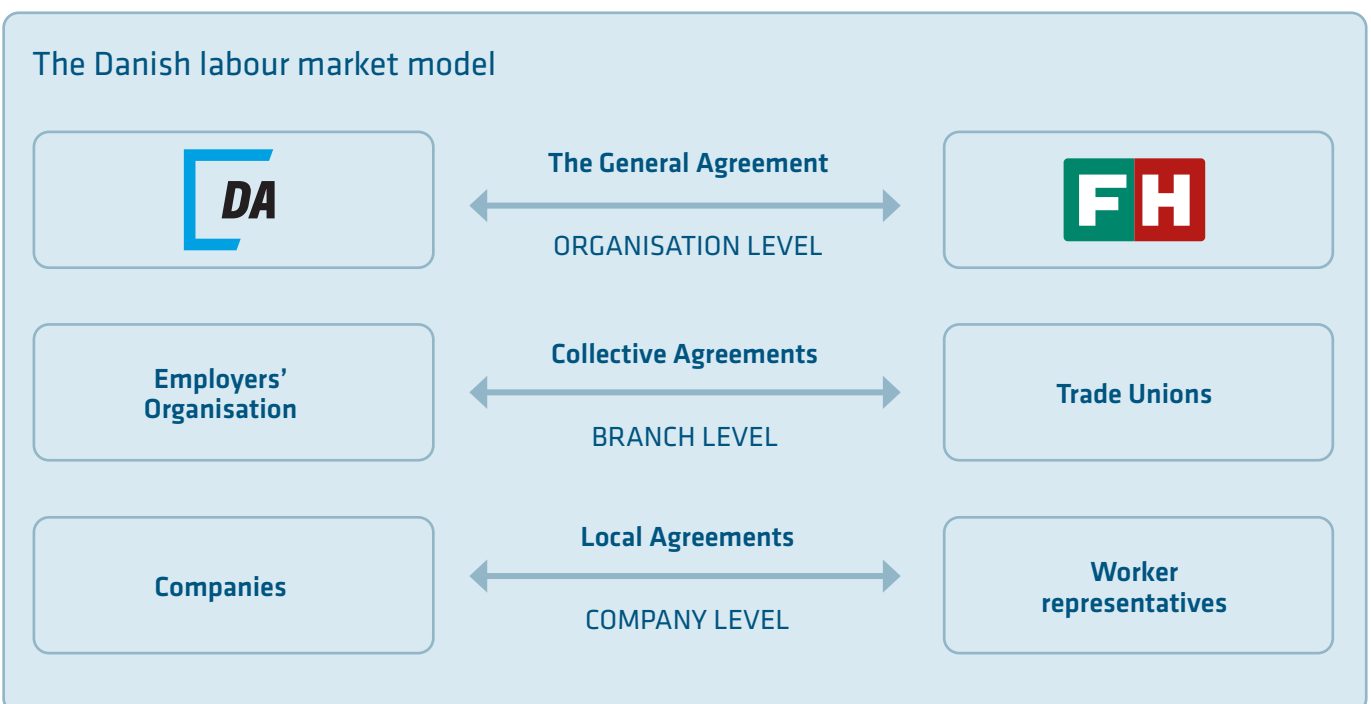 The Danish labour market model
DA
The General Agreement
ORGANISATION LEVEL
FH
Employers’
Organisation
Collective Agreements
BRANCH LEVEL
Trade Unions
Companies
Local Agreements
COMPANY LEVEL
Worker
representatives